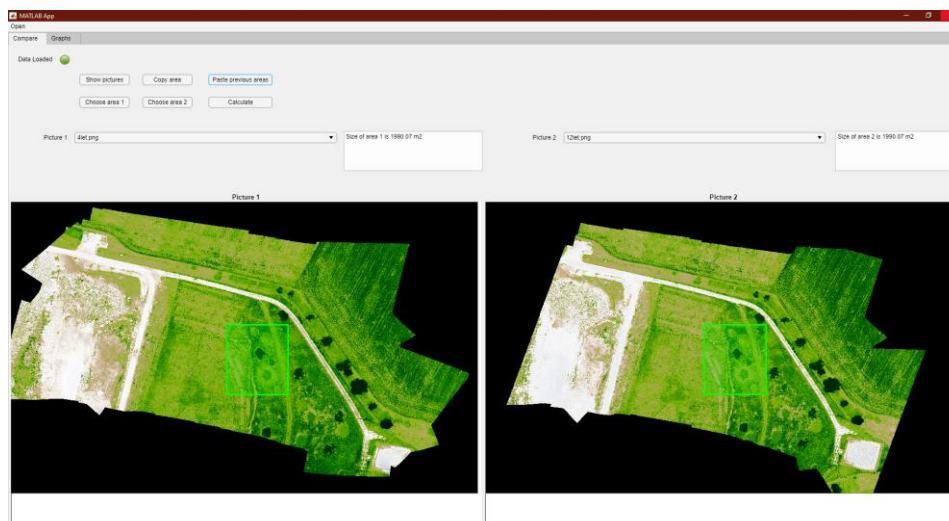 MATLAB App
Open
Compare Graphs
Data Loaded
Show pictures Copy area Paste previous areas
Choose area 1 Choose area 2 Calculate
Picture 1 4let.png Size of area 1 is 1990.07 m2 Picture 2 12let.png Size of area 2 is 1990.07 m2
Picture 1 Picture 2